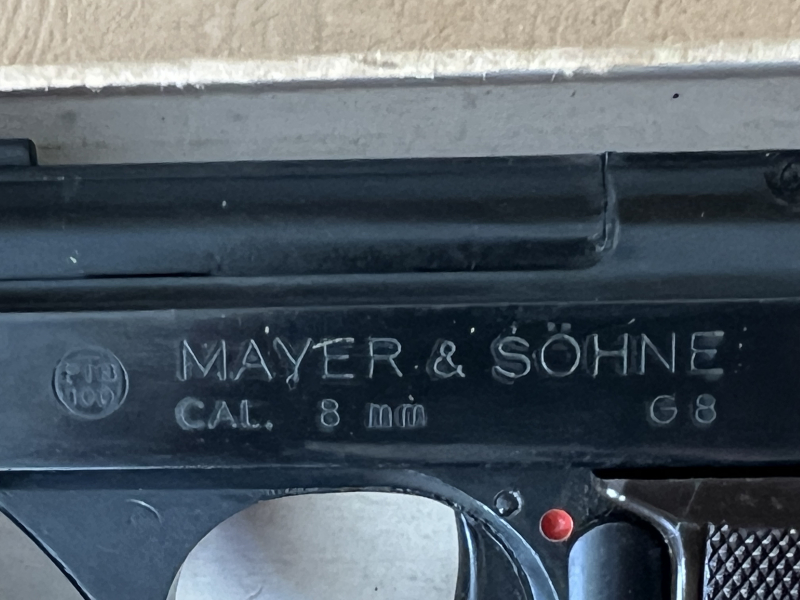 PTB
100
MAYER & SÖHNE
CAL. 8 mm G 8